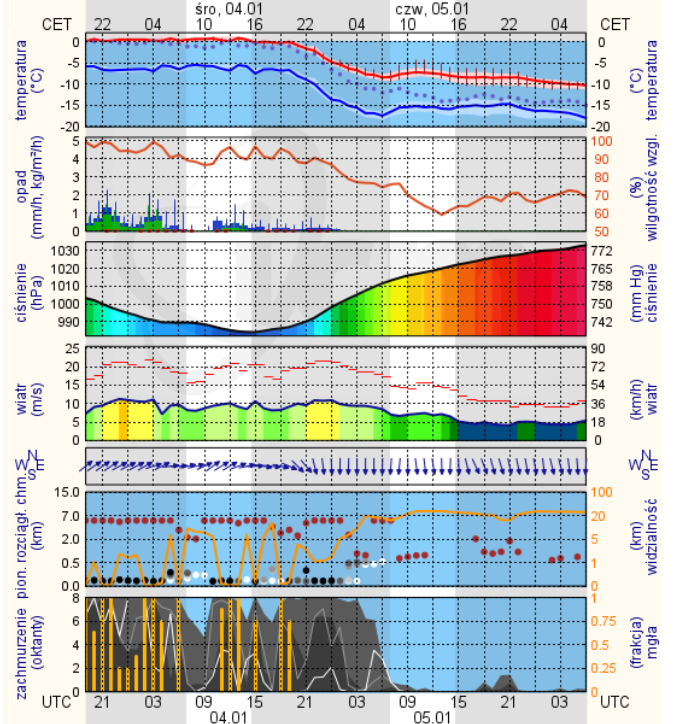 śro, 04.01 czw, 05.01
CET 22 04 10 16 22 04 10 16 22 04 CET
temperatura (°C) 0 -5 -10 -15 -20
0 -5 -10 -15 -20 (°C) temperatura
opad (mm/h, kg/m²/h) 5 4 3 2 1 0
100 90 80 70 60 50 (%) wilgotność wzgl.
ciśnienie (hPa) 1030 1020 1010 1000 990
772 765 758 750 742 (mm Hg) ciśnienie
wiatr (m/s) 25 20 15 10 5 0
90 72 54 36 18 0 (km/h) wiatr
N W E S
N W E S
pion. rozciągł. chm. (km) 15.0 7.0 2.0 0.5 0.0
100 20 5 1 0 (km) widzialność
zachmurzenie (oktanty) 8 6 4 2 0
1 0.75 0.5 0.25 0 (frakcja) mgła
UTC 21 03 09 15 21 03 09 15 21 03 UTC
04.01 05.01